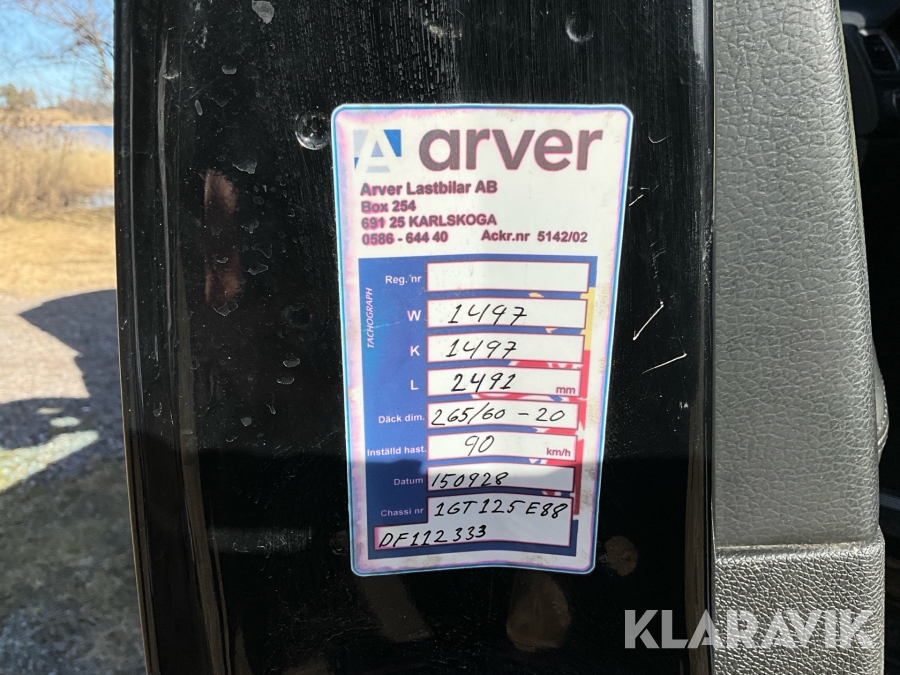 A arver
Arver Lastbilar AB
Box 254
691 25 KARLSKOGA
0586 - 644 40 Ackr.nr 5142/02
TACHOGRAPH
Reg. nr
W 1497
K 1497
L 2491 mm
Däck dim. 265/60 - 20
Inställd hast. 90 km/h
Datum 150928
Chassi nr 1GT125E88
DF112333
KLARAVIK